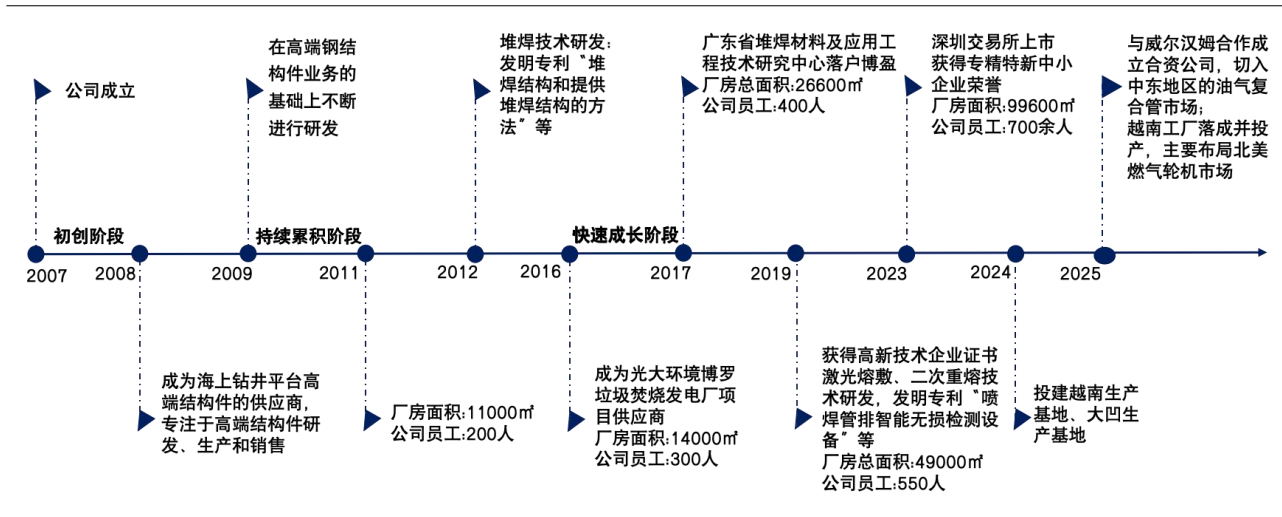 公司成立
在高端钢结
构件业务的
基础上不断
进行研发
堆焊技术研发:
发明专利“堆
焊结构和提供
堆焊结构的方
法”等
广东省堆焊材料及应用工
程技术研究中心落户博盈
厂房总面积:26600㎡
公司员工:400人
深圳交易所上市
获得专精特新中小
企业荣誉
厂房面积:99600㎡
公司员工:700余人
与威尔汉姆合作成
立合资公司，切入
中东地区的油气复
合管市场;
越南工厂落成并投
产，主要布局北美
燃气轮机市场
初创阶段
持续累积阶段
快速成长阶段
2007
2008
2009
2011
2012
2016
2017
2019
2023
2024
2025
成为海上钻井平台高
端结构件的供应商，
专注于高端结构件研
发、生产和销售
厂房面积:11000㎡
公司员工:200人
成为光大环境博罗
垃圾焚烧发电厂项
目供应商
厂房面积:14000㎡
公司员工:300人
获得高新技术企业证书
激光熔敷、二次重熔技
术研发，发明专利“喷
焊管排智能无损检测设
备”等
厂房总面积:49000㎡
公司员工:550人
投建越南生产
基地、大凹生
产基地